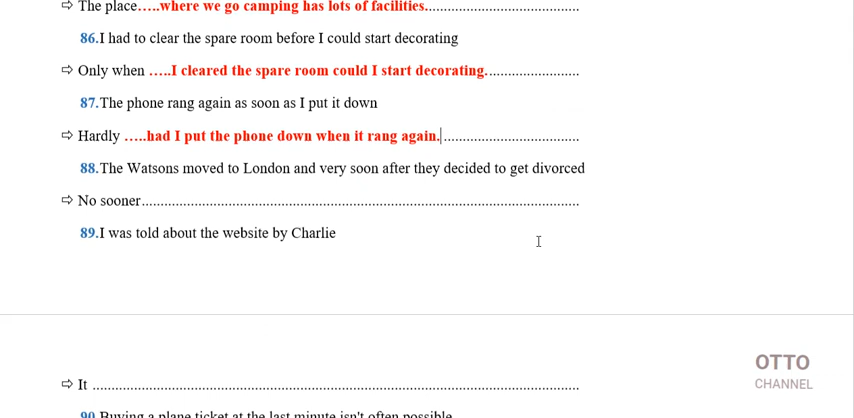 ⇨ The place…..where we go camping has lots of facilities.......................................
86.I had to clear the spare room before I could start decorating
⇨ Only when …..I cleared the spare room could I start decorating........................
87.The phone rang again as soon as I put it down
⇨ Hardly …..had I put the phone down when it rang again...................................
88.The Watsons moved to London and very soon after they decided to get divorced
⇨ No sooner.................................................................................................................
89.I was told about the website by Charlie
OTTO
CHANNEL
⇨ It ..............................................................................................................................
90.Buying a plane ticket at the last minute isn't often possible